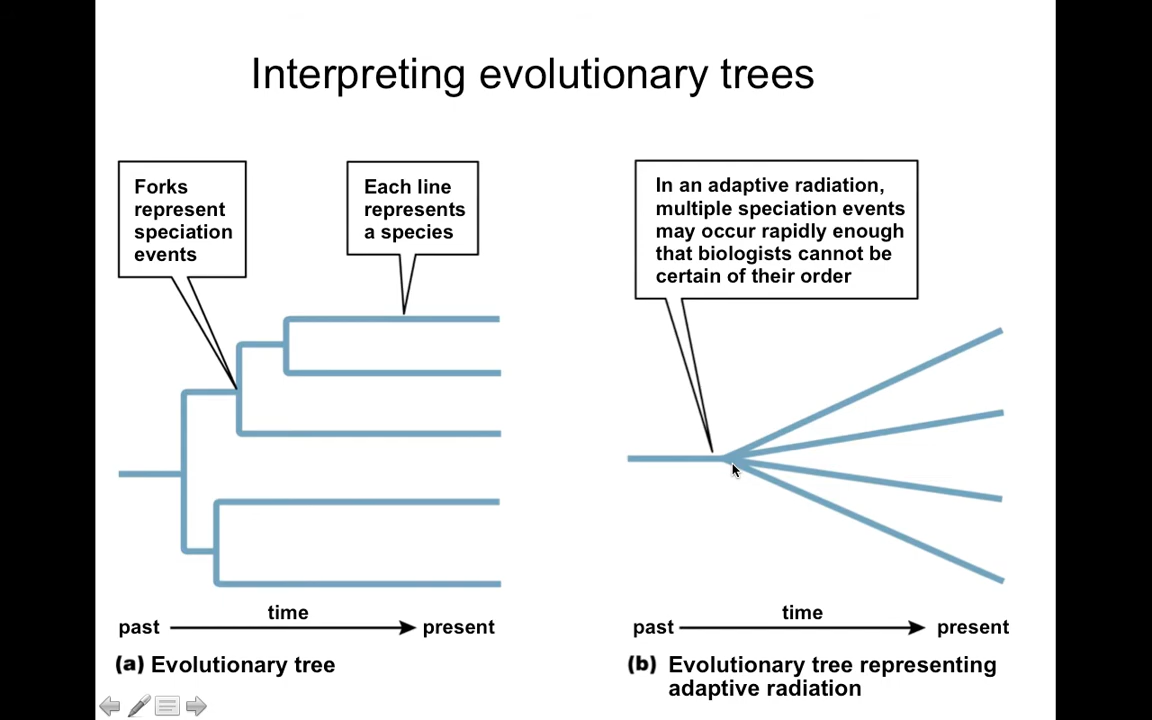 Interpreting evolutionary trees
Forks
represent
speciation
events
Each line
represents
a species
In an adaptive radiation,
multiple speciation events
may occur rapidly enough
that biologists cannot be
certain of their order
time
past
present
(a) Evolutionary tree
time
past
present
(b) Evolutionary tree representing
adaptive radiation